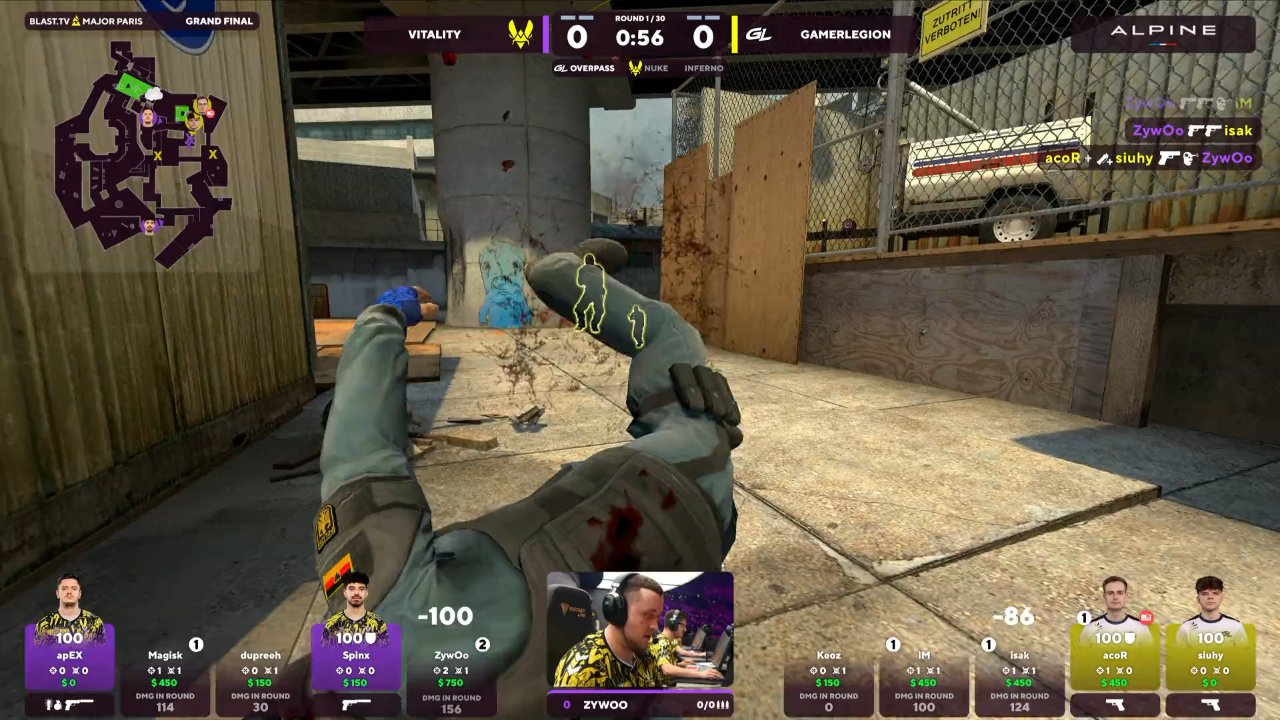 BLAST.TV MAJOR PARIS
GRAND FINAL
VITALITY
0
ROUND 1 / 30
0:56
0
GL
GAMERLEGION
ALPINE
GL OVERPASS
NUKE
INFERNO
ZUTRITT
VERBOTEN!
ZywOo iM
ZywOo isak
acoR + siuhy ZywOo
A
X
X
-100
-86
100
apEX
0 0
$ 0
1
Magisk
1 1
$ 450
DMG IN ROUND
114
dupreeh
0 1
$ 150
DMG IN ROUND
30
100
Spinx
0 0
$ 150
2
ZywOo
2 1
$ 750
DMG IN ROUND
156
0 ZYWOO 0/0
Keoz
0 1
$ 150
DMG IN ROUND
0
1
iM
1 1
$ 450
DMG IN ROUND
100
1
isak
1 1
$ 450
DMG IN ROUND
124
1
100
acoR
1 0
$ 450
100
siuhy
0 0
$ 0